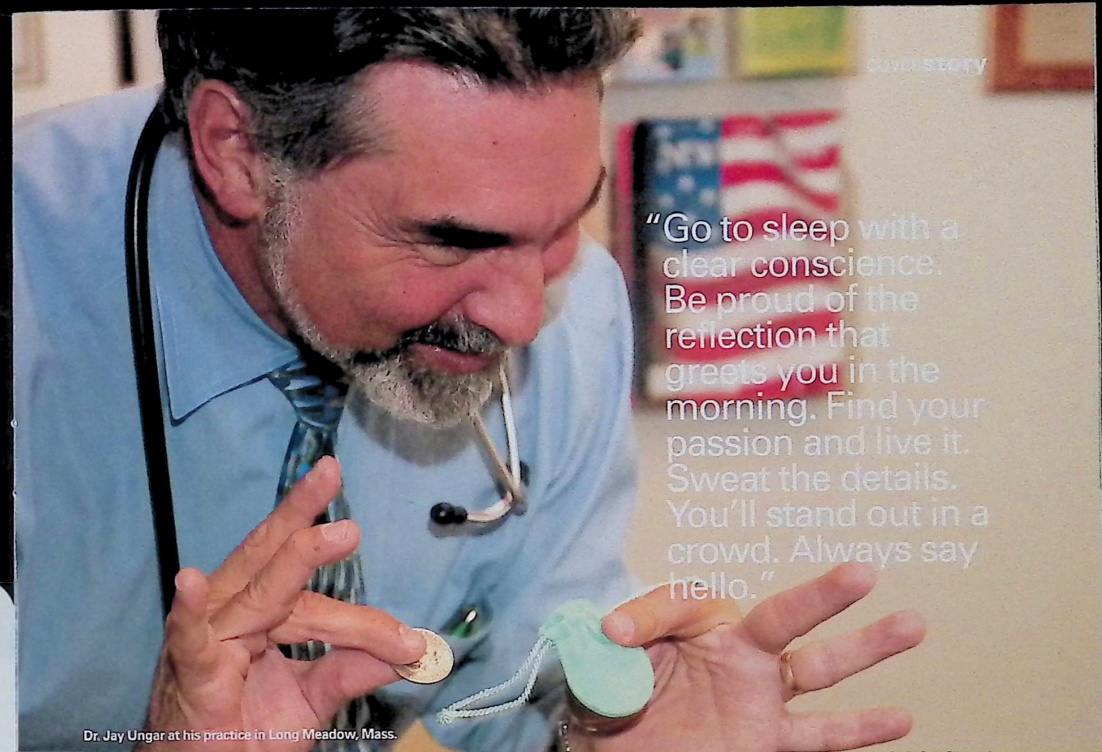 coverstory
“Go to sleep with a
clear conscience.
Be proud of the
reflection that
greets you in the
morning. Find your
passion and live it.
Sweat the details.
You’ll stand out in a
crowd. Always say
hello.”
Dr. Jay Ungar at his practice in Long Meadow, Mass.